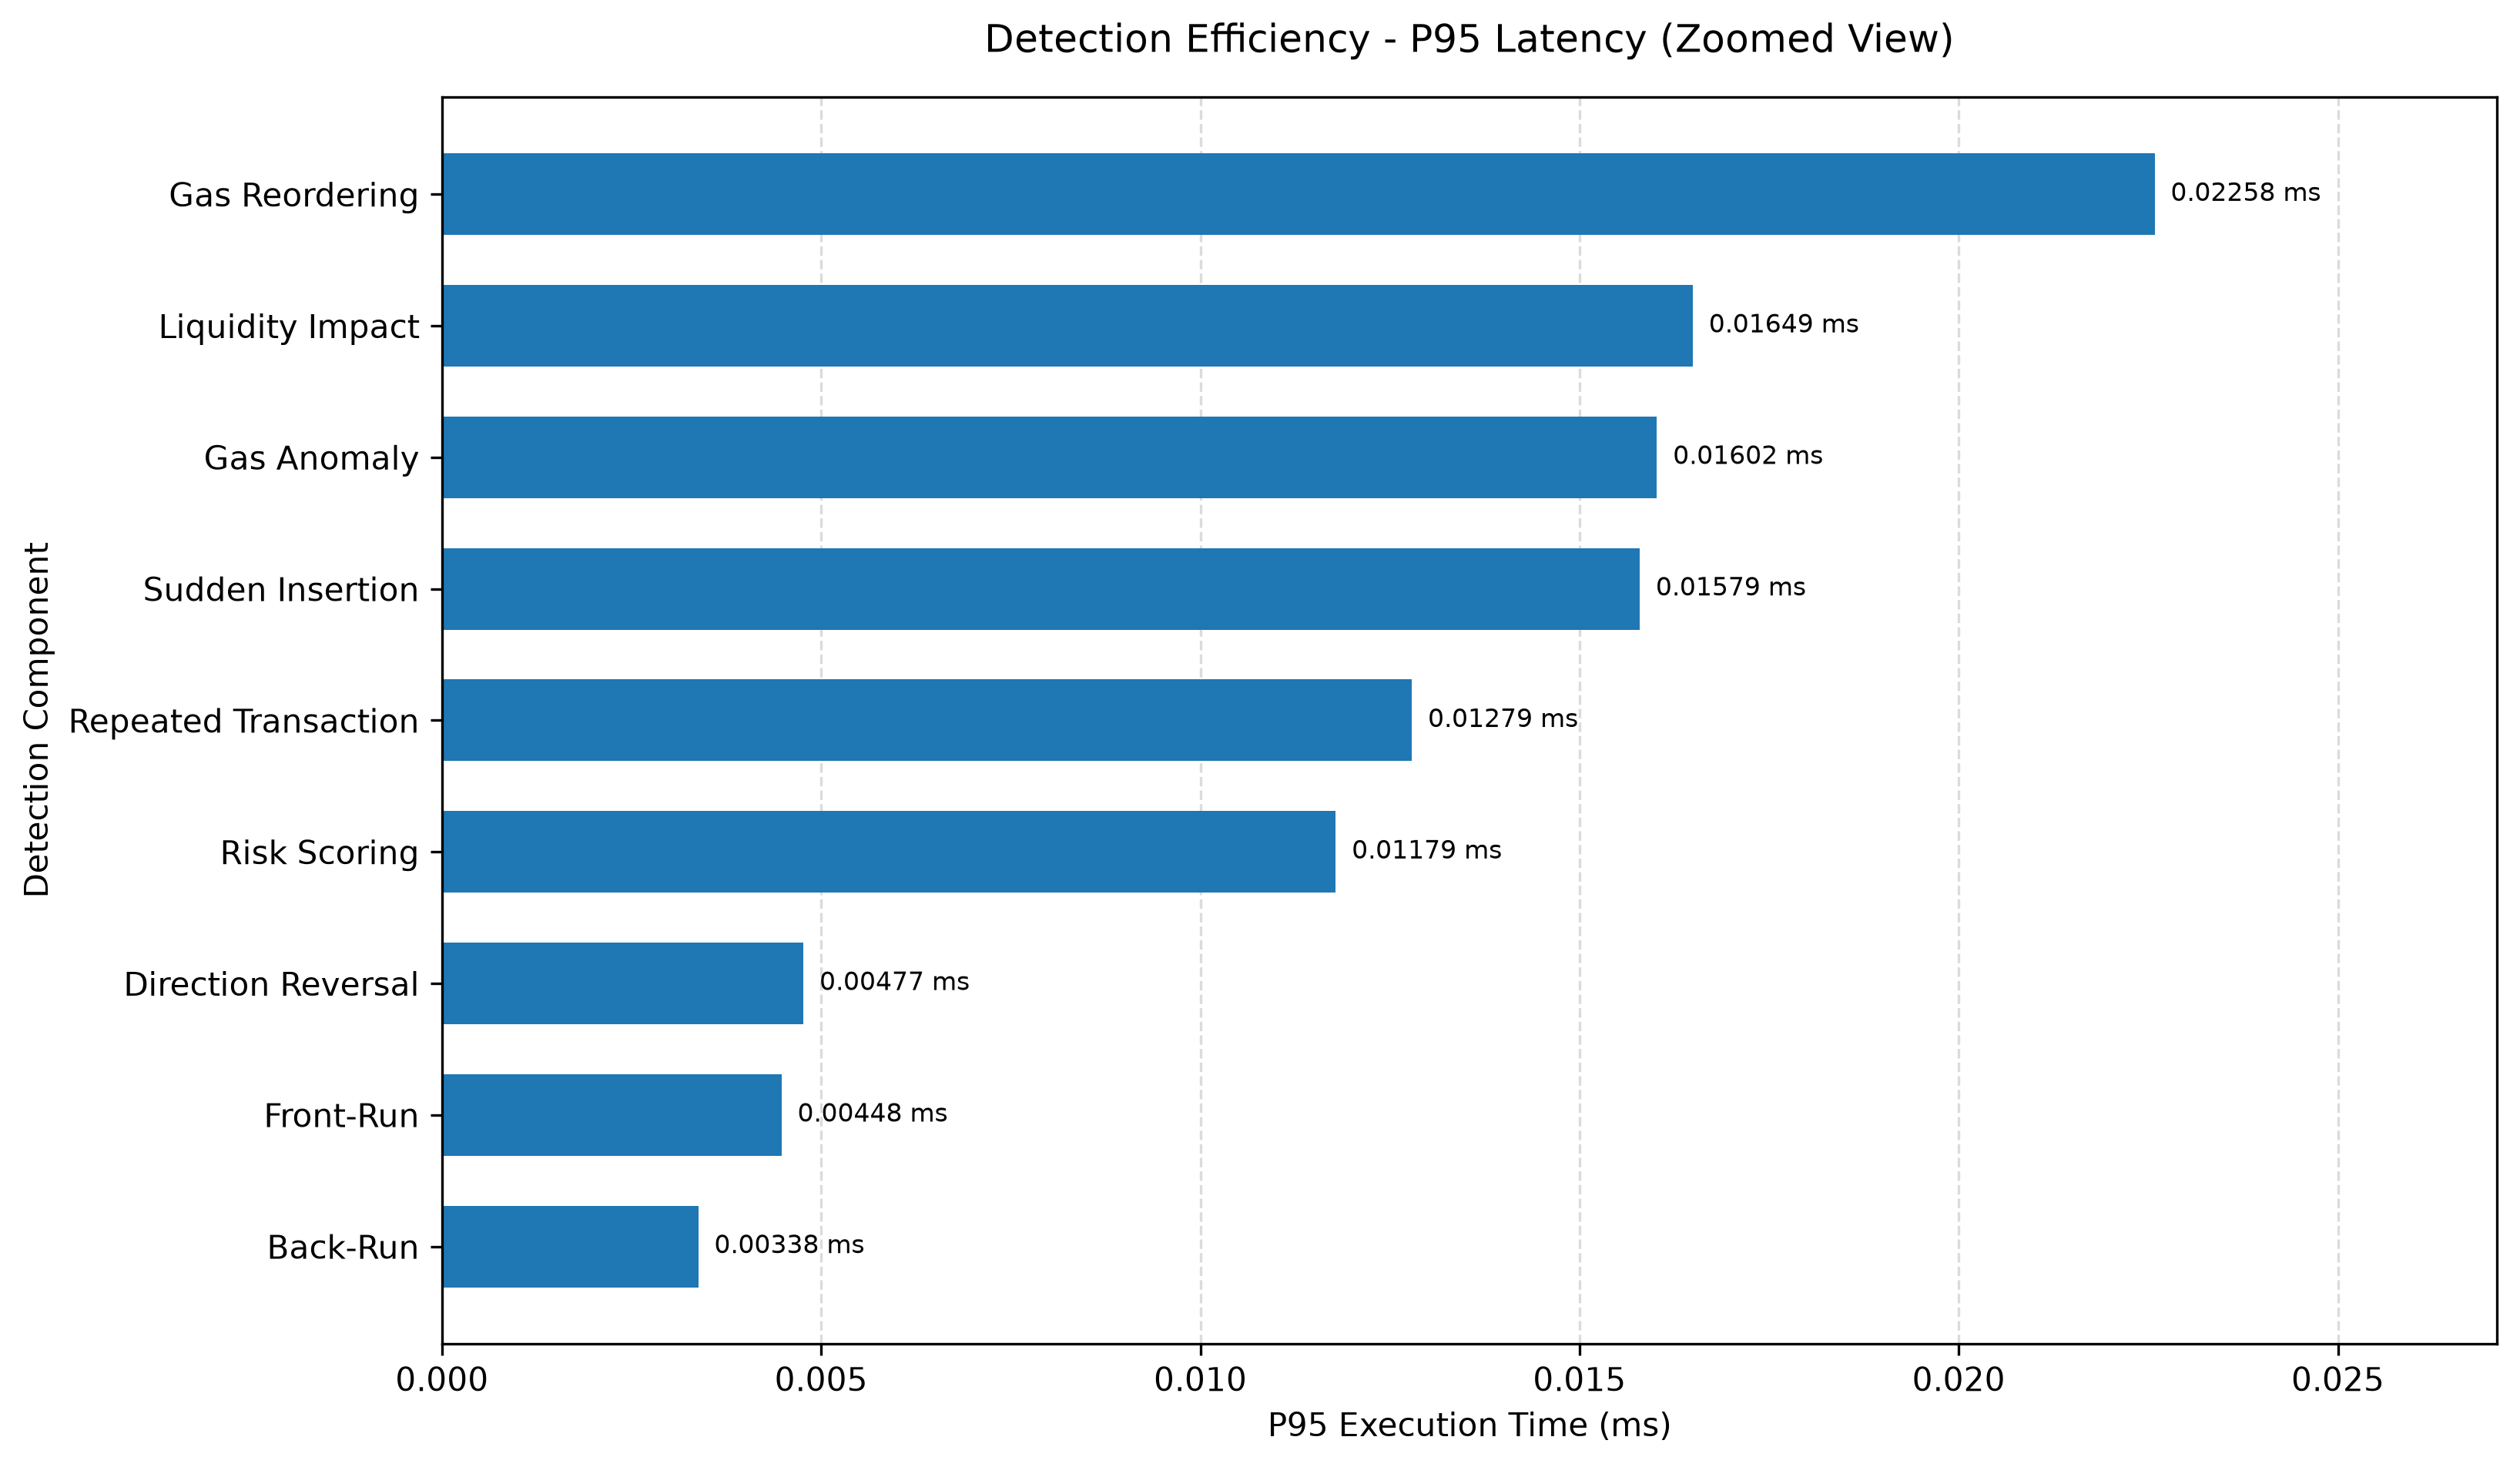 Detection Efficiency - P95 Latency (Zoomed View)
Detection Component
Gas Reordering
0.02258 ms
Liquidity Impact
0.01649 ms
Gas Anomaly
0.01602 ms
Sudden Insertion
0.01579 ms
Repeated Transaction
0.01279 ms
Risk Scoring
0.01179 ms
Direction Reversal
0.00477 ms
Front-Run
0.00448 ms
Back-Run
0.00338 ms
0.000
0.005
0.010
0.015
0.020
0.025
P95 Execution Time (ms)